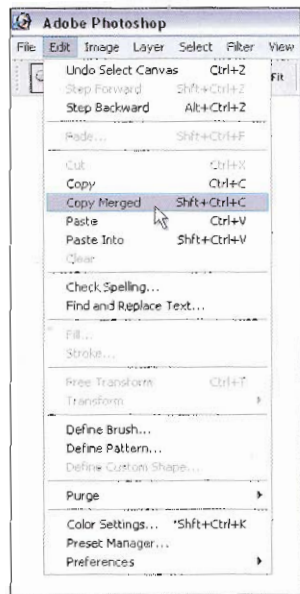 Adobe Photoshop
File Edit Image Layer Select Filter View
Fit
Undo Select Canvas Ctrl+Z
Step Forward Shft+Ctrl+Z
Step Backward Alt+Ctrl+Z
Fade... Shft+Ctrl+F
Cut Ctrl+X
Copy Ctrl+C
Copy Merged Shft+Ctrl+C
Paste Ctrl+V
Paste Into Shft+Ctrl+V
Clear
Check Spelling...
Find and Replace Text...
Fill...
Stroke...
Free Transform Ctrl+T
Transform
Define Brush...
Define Pattern...
Define Custom Shape...
Purge
Color Settings... Shft+Ctrl+K
Preset Manager...
Preferences